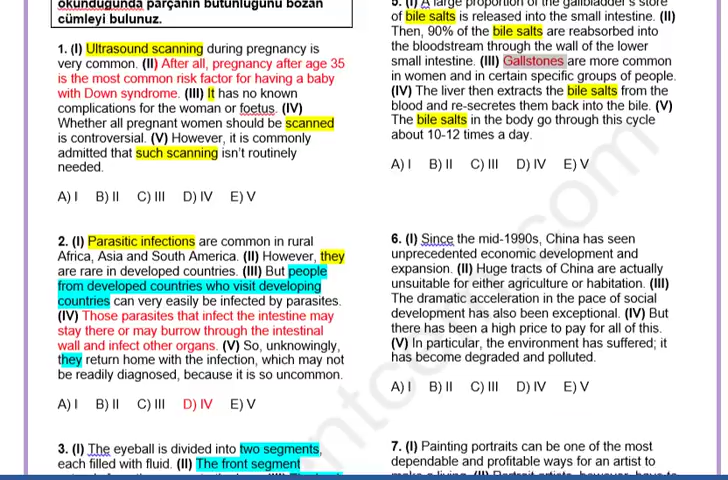 okunduğunda parçanın bütünlüğünü bozan
cümleyi bulunuz.
1. (I) Ultrasound scanning during pregnancy is
very common. (II) After all, pregnancy after age 35
is the most common risk factor for having a baby
with Down syndrome. (III) It has no known
complications for the woman or foetus. (IV)
Whether all pregnant women should be scanned
is controversial. (V) However, it is commonly
admitted that such scanning isn't routinely
needed.
A) I B) II C) III D) IV E) V
2. (I) Parasitic infections are common in rural
Africa, Asia and South America. (II) However, they
are rare in developed countries. (III) But people
from developed countries who visit developing
countries can very easily be infected by parasites.
(IV) Those parasites that infect the intestine may
stay there or may burrow through the intestinal
wall and infect other organs. (V) So, unknowingly,
they return home with the infection, which may not
be readily diagnosed, because it is so uncommon.
A) I B) II C) III D) IV E) V
3. (I) The eyeball is divided into two segments,
each filled with fluid. (II) The front segment
5. (I) A large proportion of the gallbladder's store
of bile salts is released into the small intestine. (II)
Then, 90% of the bile salts are reabsorbed into
the bloodstream through the wall of the lower
small intestine. (III) Gallstones are more common
in women and in certain specific groups of people.
(IV) The liver then extracts the bile salts from the
blood and re-secretes them back into the bile. (V)
The bile salts in the body go through this cycle
about 10-12 times a day.
A) I B) II C) III D) IV E) V
6. (I) Since the mid-1990s, China has seen
unprecedented economic development and
expansion. (II) Huge tracts of China are actually
unsuitable for either agriculture or habitation. (III)
The dramatic acceleration in the pace of social
development has also been exceptional. (IV) But
there has been a high price to pay for all of this.
(V) In particular, the environment has suffered; it
has become degraded and polluted.
A) I B) II C) III D) IV E) V
7. (I) Painting portraits can be one of the most
dependable and profitable ways for an artist to
make a living. (II) Portrait artists, however, have to